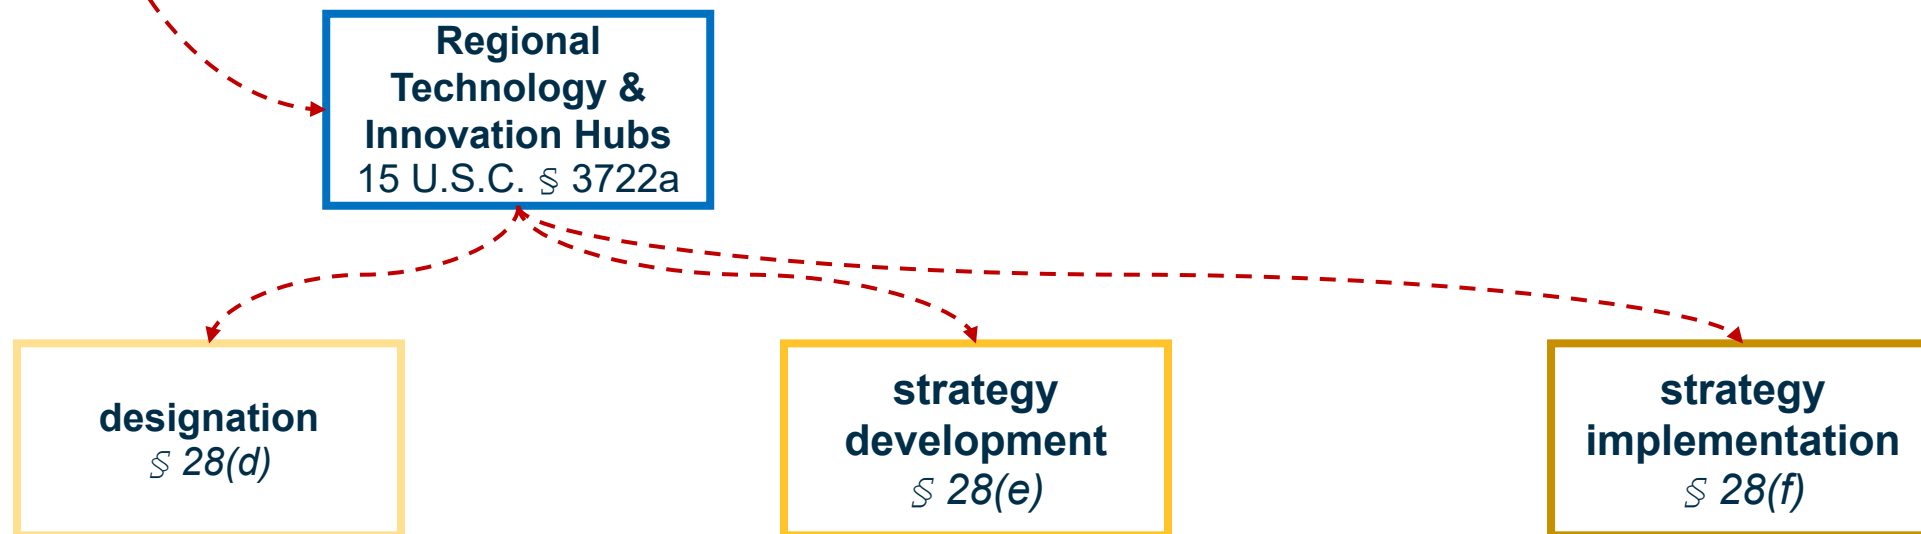 Regional
Technology &
Innovation Hubs
15 U.S.C. § 3722a
designation
§ 28(d)
strategy
development
§ 28(e)
strategy
implementation
§ 28(f)